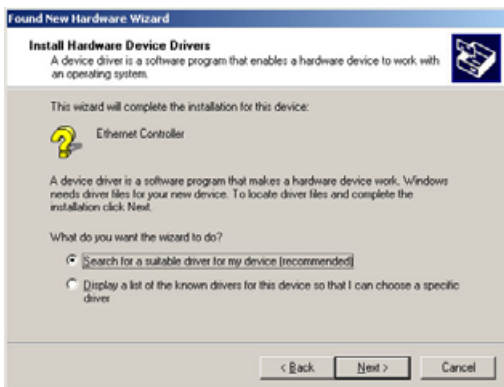 Found New Hardware Wizard
Install Hardware Device Drivers
A device driver is a software program that enables a hardware device to work with
an operating system.
This wizard will complete the installation for this device:
Ethernet Controller
A device driver is a software program that makes a hardware device work. Windows
needs driver files for your new device. To locate driver files and complete the
installation click Next.
What do you want the wizard to do?
Search for a suitable driver for my device (recommended)
Display a list of the known drivers for this device so that I can choose a specific
driver
< Back Next > Cancel